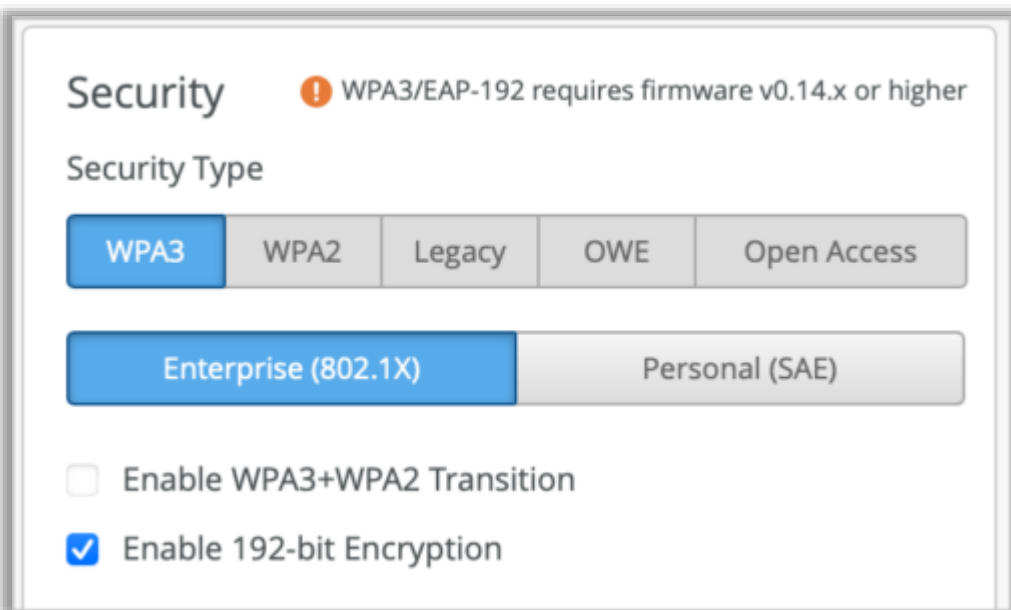 Security
! WPA3/EAP-192 requires firmware v0.14.x or higher
Security Type
WPA3 WPA2 Legacy OWE Open Access
Enterprise (802.1X) Personal (SAE)
Enable WPA3+WPA2 Transition
Enable 192-bit Encryption